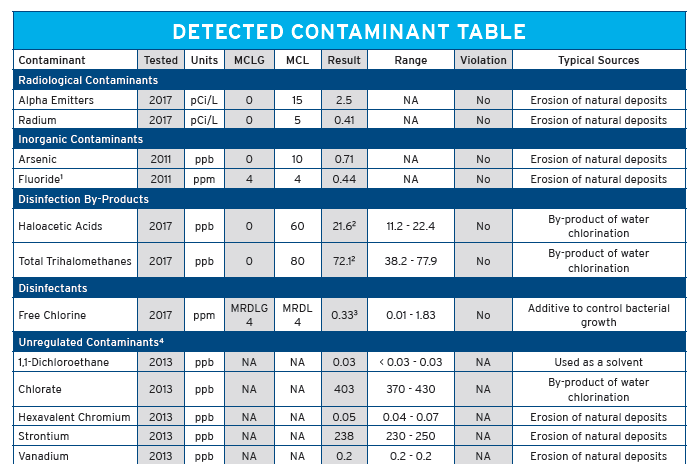 DETECTED CONTAMINANT TABLE
Contaminant Tested Units MCLG MCL Result Range Violation Typical Sources
Radiological Contaminants
Alpha Emitters 2017 pCi/L 0 15 2.5 NA No Erosion of natural deposits
Radium 2017 pCi/L 0 5 0.41 NA No Erosion of natural deposits
Inorganic Contaminants
Arsenic 2011 ppb 0 10 0.71 NA No Erosion of natural deposits
Fluoride¹ 2011 ppm 4 4 0.44 NA No Erosion of natural deposits
Disinfection By-Products
Haloacetic Acids 2017 ppb 0 60 21.6² 11.2 - 22.4 No By-product of water
chlorination
Total Trihalomethanes 2017 ppb 0 80 72.1² 38.2 - 77.9 No By-product of water
chlorination
Disinfectants
Free Chlorine 2017 ppm MRDLG MRDL 0.33³ 0.01 - 1.83 No Additive to control bacterial
4 4 growth
Unregulated Contaminants⁴
1,1-Dichloroethane 2013 ppb NA NA 0.03 < 0.03 - 0.03 NA Used as a solvent
Chlorate 2013 ppb NA NA 403 370 - 430 NA By-product of water
chlorination
Hexavalent Chromium 2013 ppb NA NA 0.05 0.04 - 0.07 NA Erosion of natural deposits
Strontium 2013 ppb NA NA 238 230 - 250 NA Erosion of natural deposits
Vanadium 2013 ppb NA NA 0.2 0.2 - 0.2 NA Erosion of natural deposits